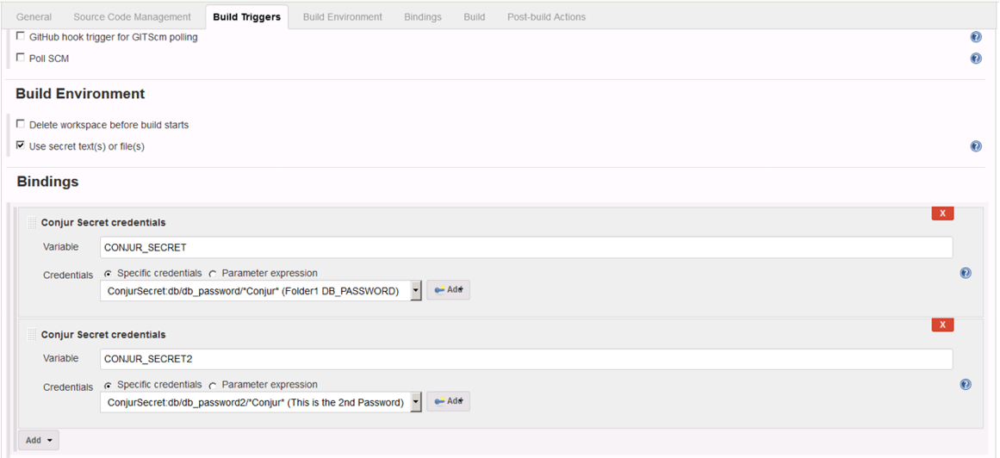 General Source Code Management Build Triggers Build Environment Bindings Build Post-build Actions
GitHub hook trigger for GITScm polling
Poll SCM
Build Environment
Delete workspace before build starts
Use secret text(s) or file(s)
Bindings
X
Conjur Secret credentials
Variable CONJUR_SECRET
Credentials Specific credentials Parameter expression
ConjurSecret:db/db_password/*Conjur* (Folder1 DB_PASSWORD) Add
X
Conjur Secret credentials
Variable CONJUR_SECRET2
Credentials Specific credentials Parameter expression
ConjurSecret:db/db_password2/*Conjur* (This is the 2nd Password) Add
Add